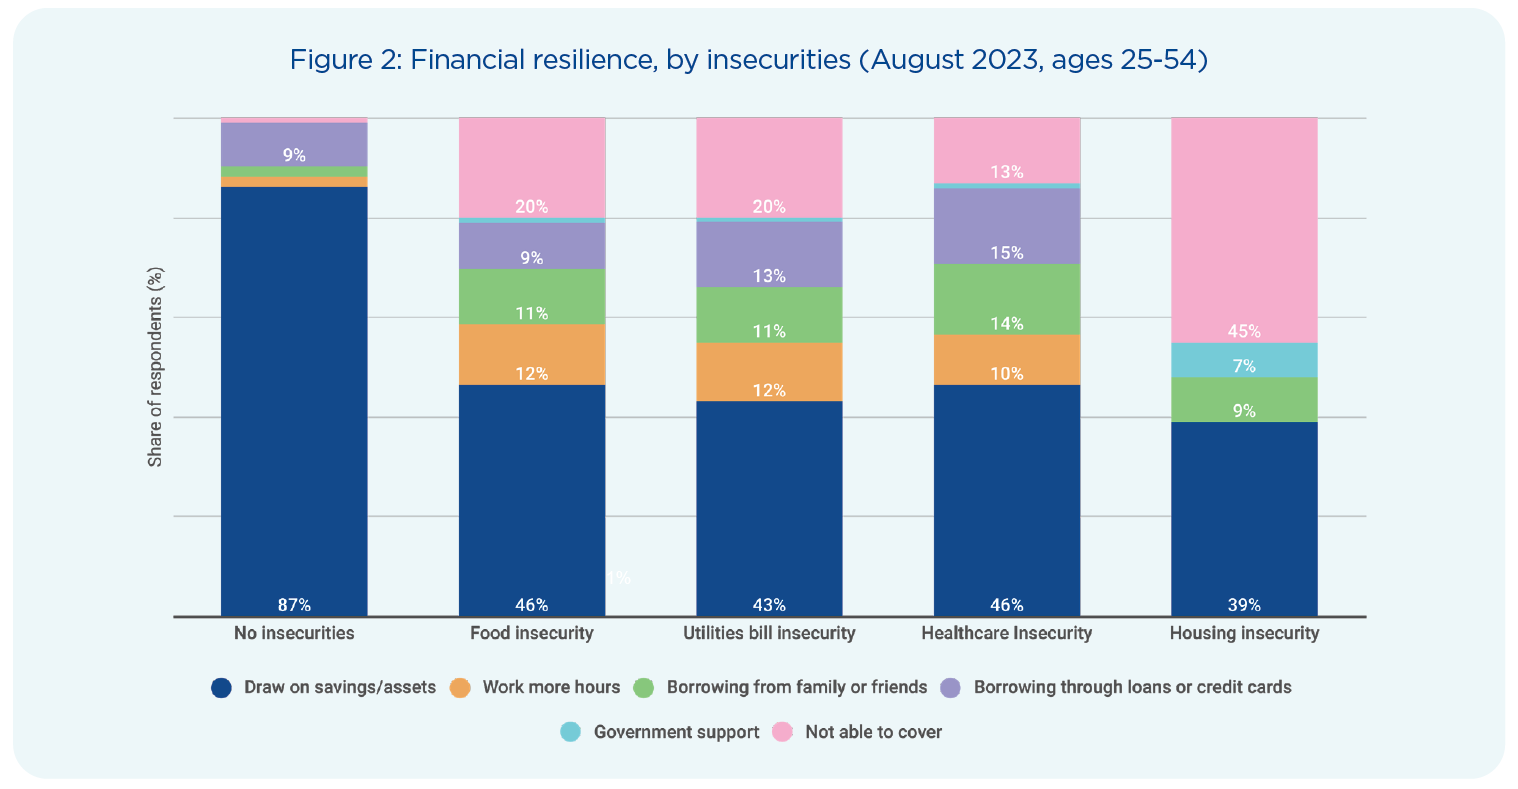 Figure 2: Financial resilience, by insecurities (August 2023, ages 25-54)
Share of respondents (%)
9%
13%
20%
20%
15%
9%
13%
11%
14%
11%
45%
12%
10%
7%
12%
9%
1%
87%
46%
43%
46%
39%
No insecurities
Food insecurity
Utilities bill insecurity
Healthcare Insecurity
Housing insecurity
Draw on savings/assets
Work more hours
Borrowing from family or friends
Borrowing through loans or credit cards
Government support
Not able to cover